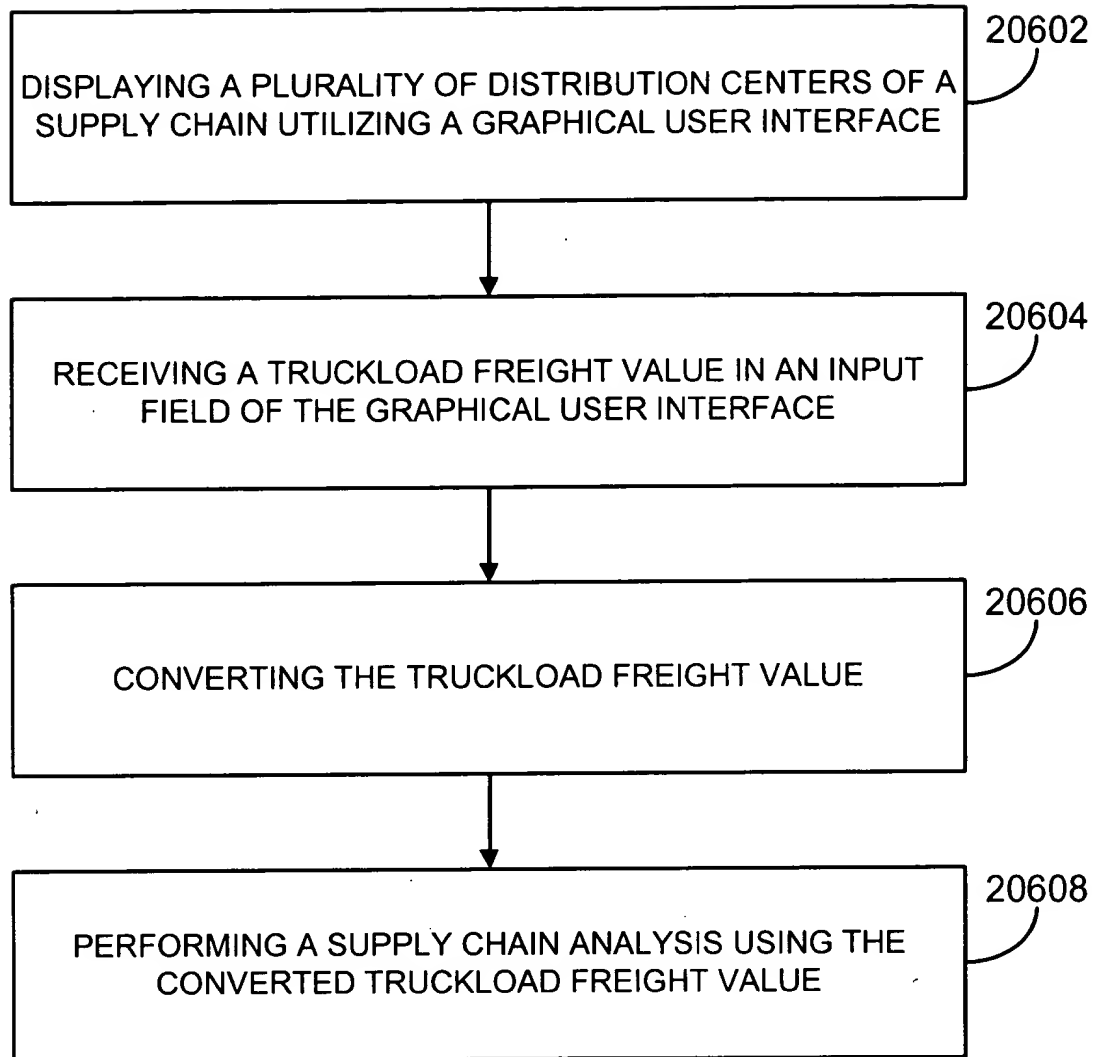 20602
DISPLAYING A PLURALITY OF DISTRIBUTION CENTERS OF A
SUPPLY CHAIN UTILIZING A GRAPHICAL USER INTERFACE
20604
RECEIVING A TRUCKLOAD FREIGHT VALUE IN AN INPUT
FIELD OF THE GRAPHICAL USER INTERFACE
20606
CONVERTING THE TRUCKLOAD FREIGHT VALUE
20608
PERFORMING A SUPPLY CHAIN ANALYSIS USING THE
CONVERTED TRUCKLOAD FREIGHT VALUE